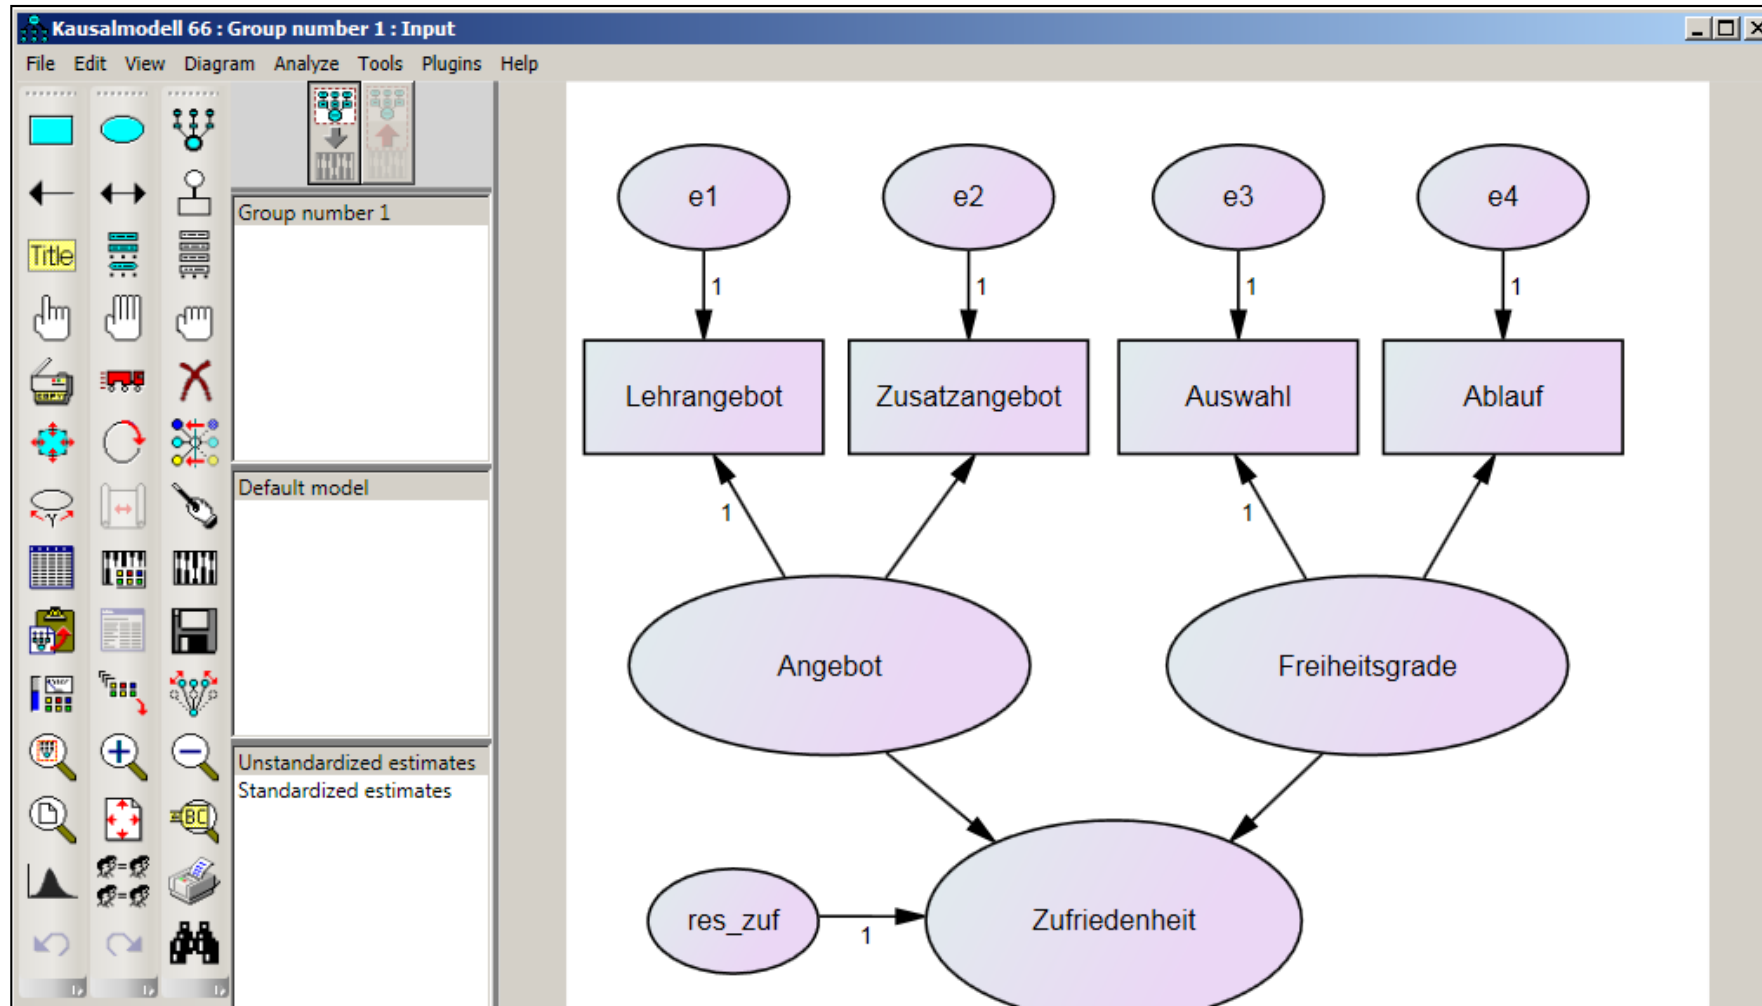 Kausalmodell 66 : Group number 1 : Input
File Edit View Diagram Analyze Tools Plugins Help
Title
Group number 1
Default model
Unstandardized estimates
Standardized estimates
COPY
BC
e1 e2 e3 e4
1 1 1 1
Lehrangebot Zusatzangebot Auswahl Ablauf
1 1
Angebot Freiheitsgrade
res_zuf 1 Zufriedenheit